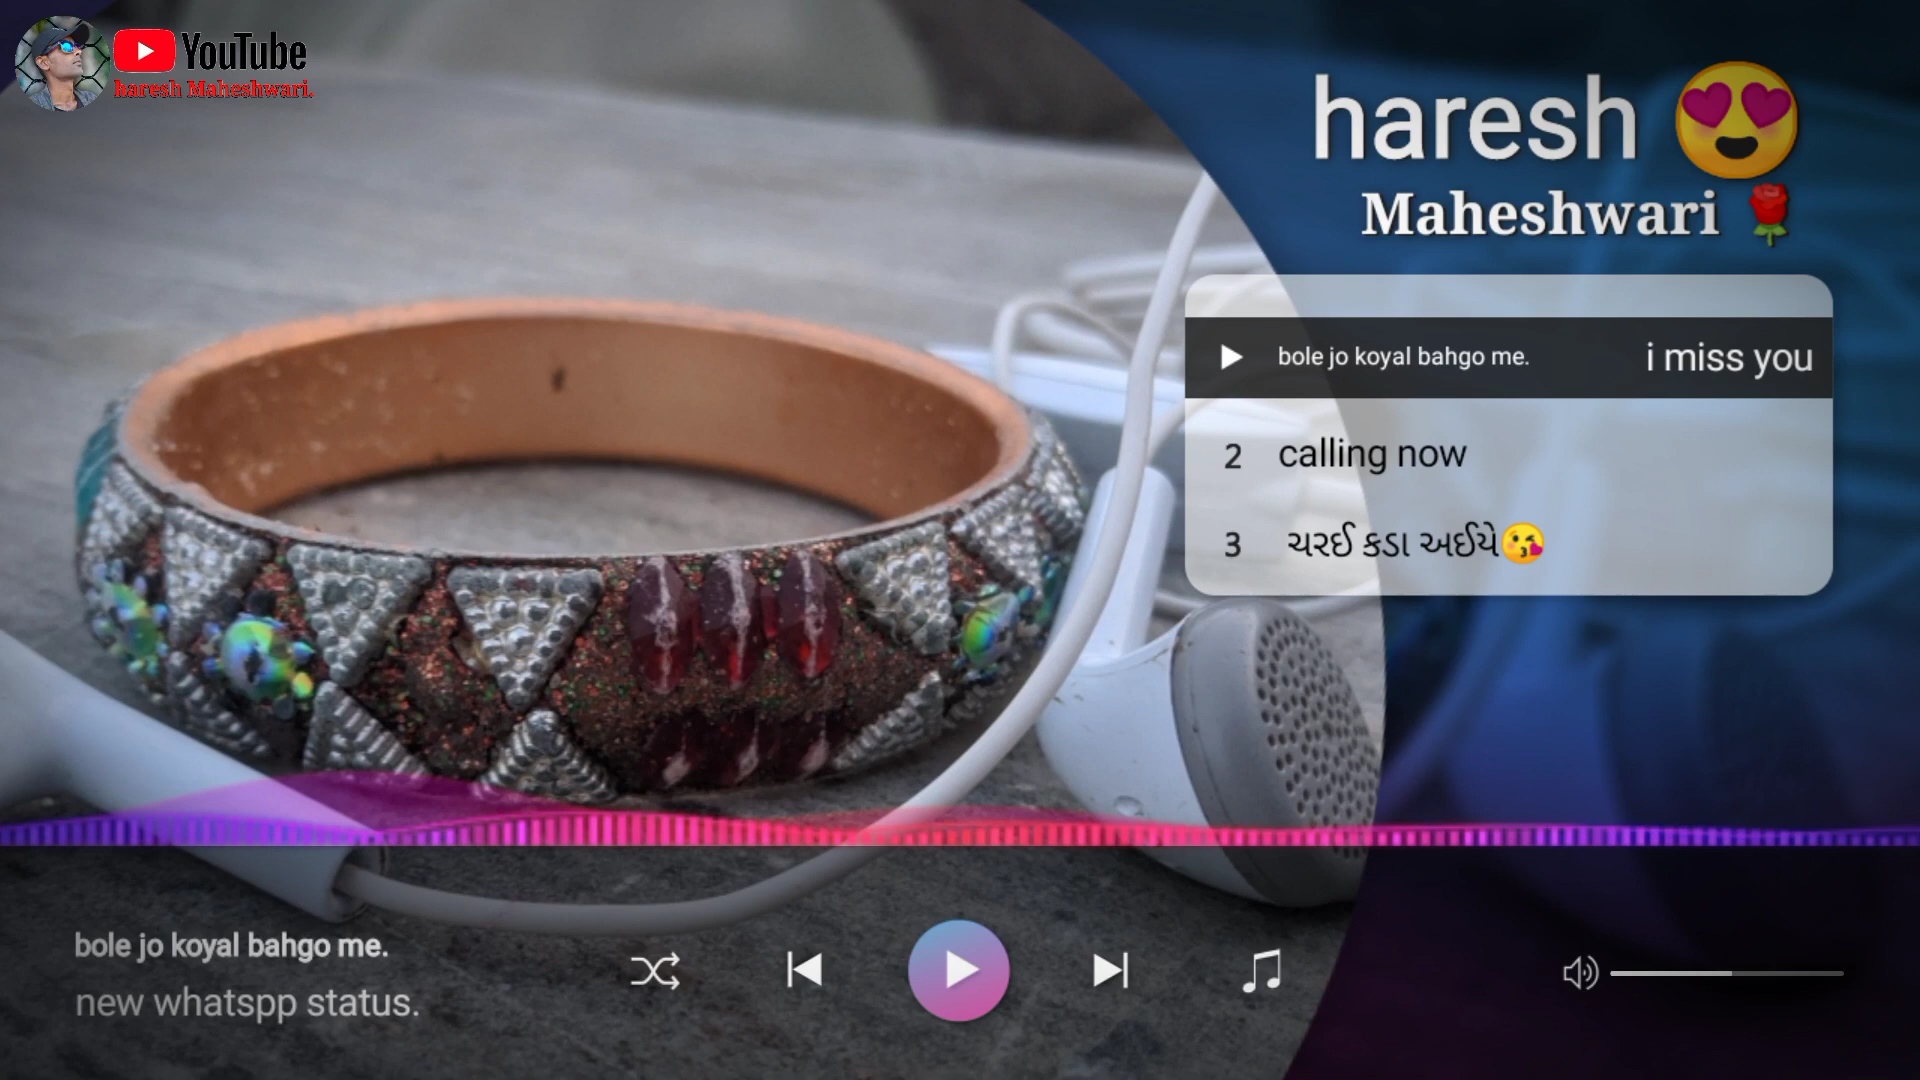 YouTube
haresh Maheshwari.
haresh 😍
Maheshwari 🌹
bole jo koyal bahgo me. i miss you
2 calling now
3 ચરઈ કડા અઈયે😘
bole jo koyal bahgo me.
new whatspp status.